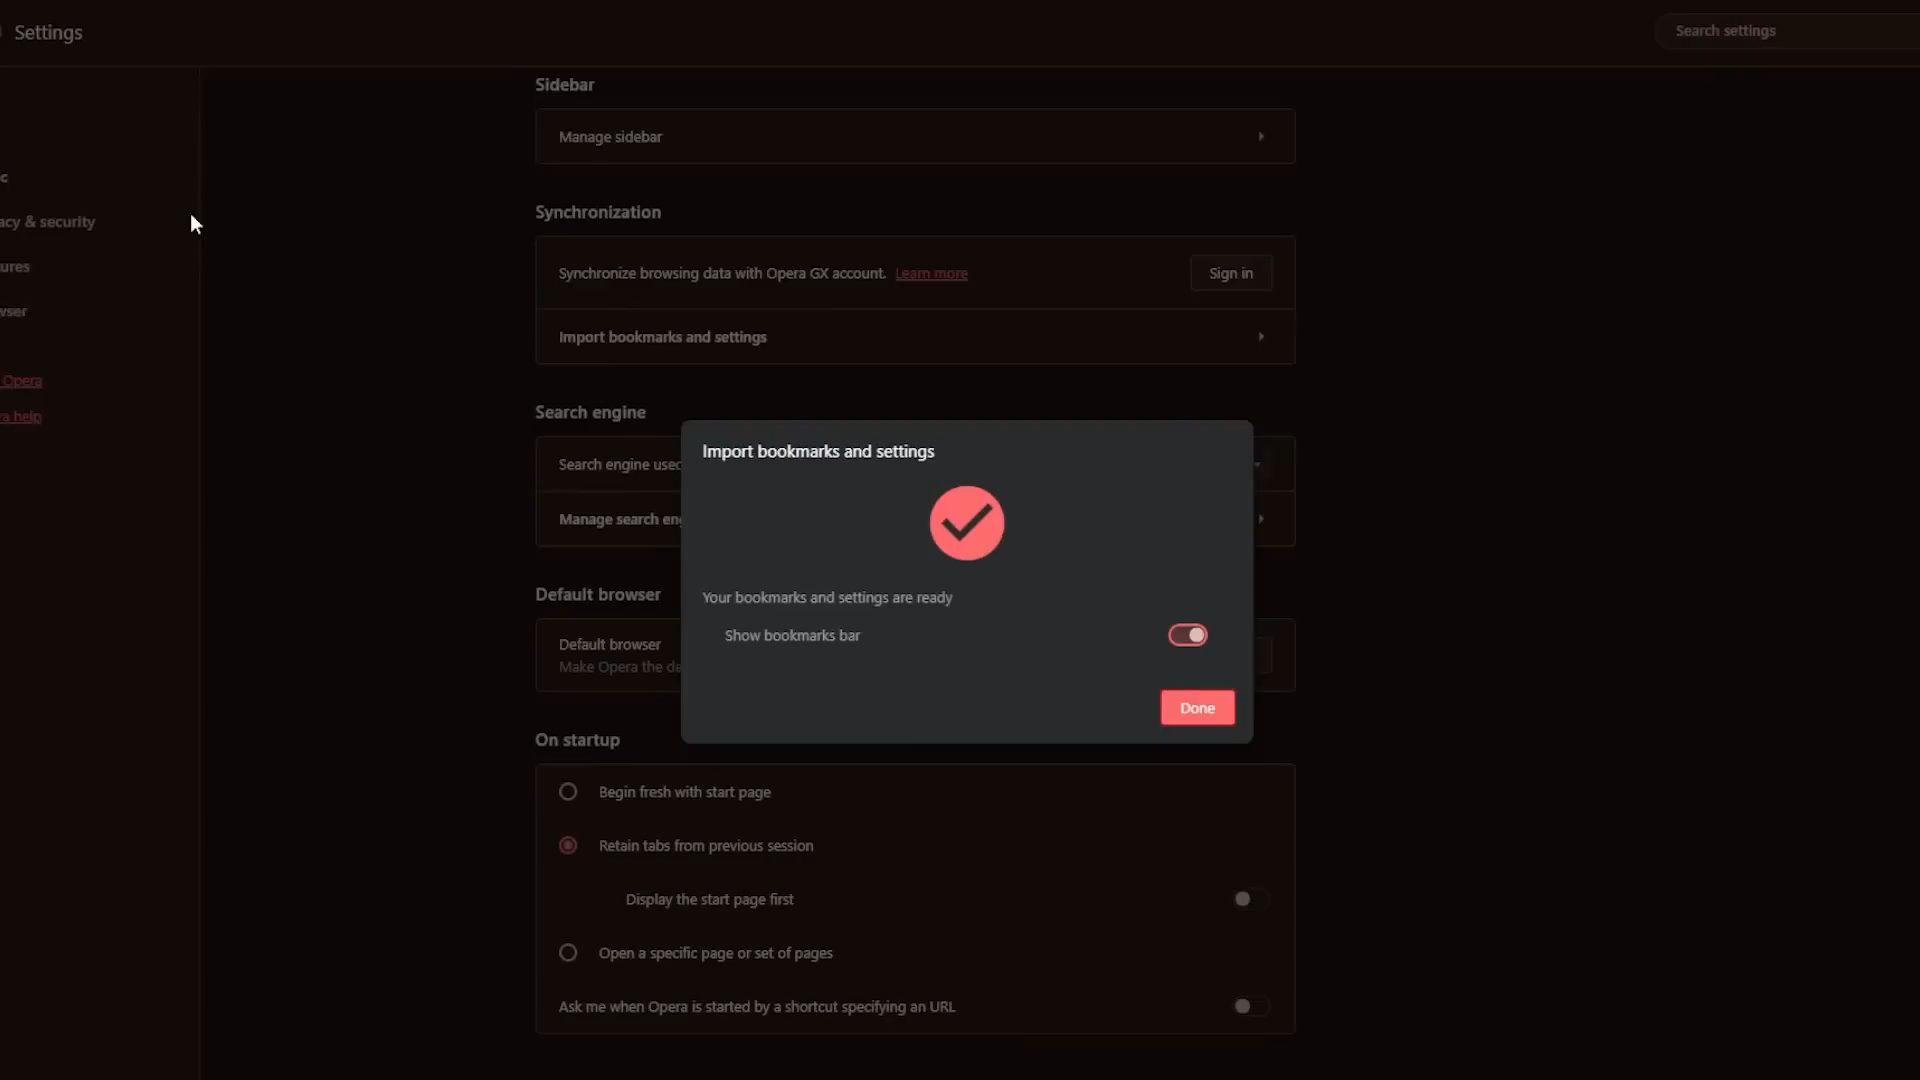 Settings
Search settings
Sidebar
Manage sidebar
c
acy & security
ures
wser
Opera
ra help
Synchronization
Synchronize browsing data with Opera GX account. Learn more
Sign in
Import bookmarks and settings
Search engine
Search engine used
Manage search eng
Import bookmarks and settings
Your bookmarks and settings are ready
Show bookmarks bar
Done
Default browser
Default browser
Make Opera the de
On startup
Begin fresh with start page
Retain tabs from previous session
Display the start page first
Open a specific page or set of pages
Ask me when Opera is started by a shortcut specifying an URL